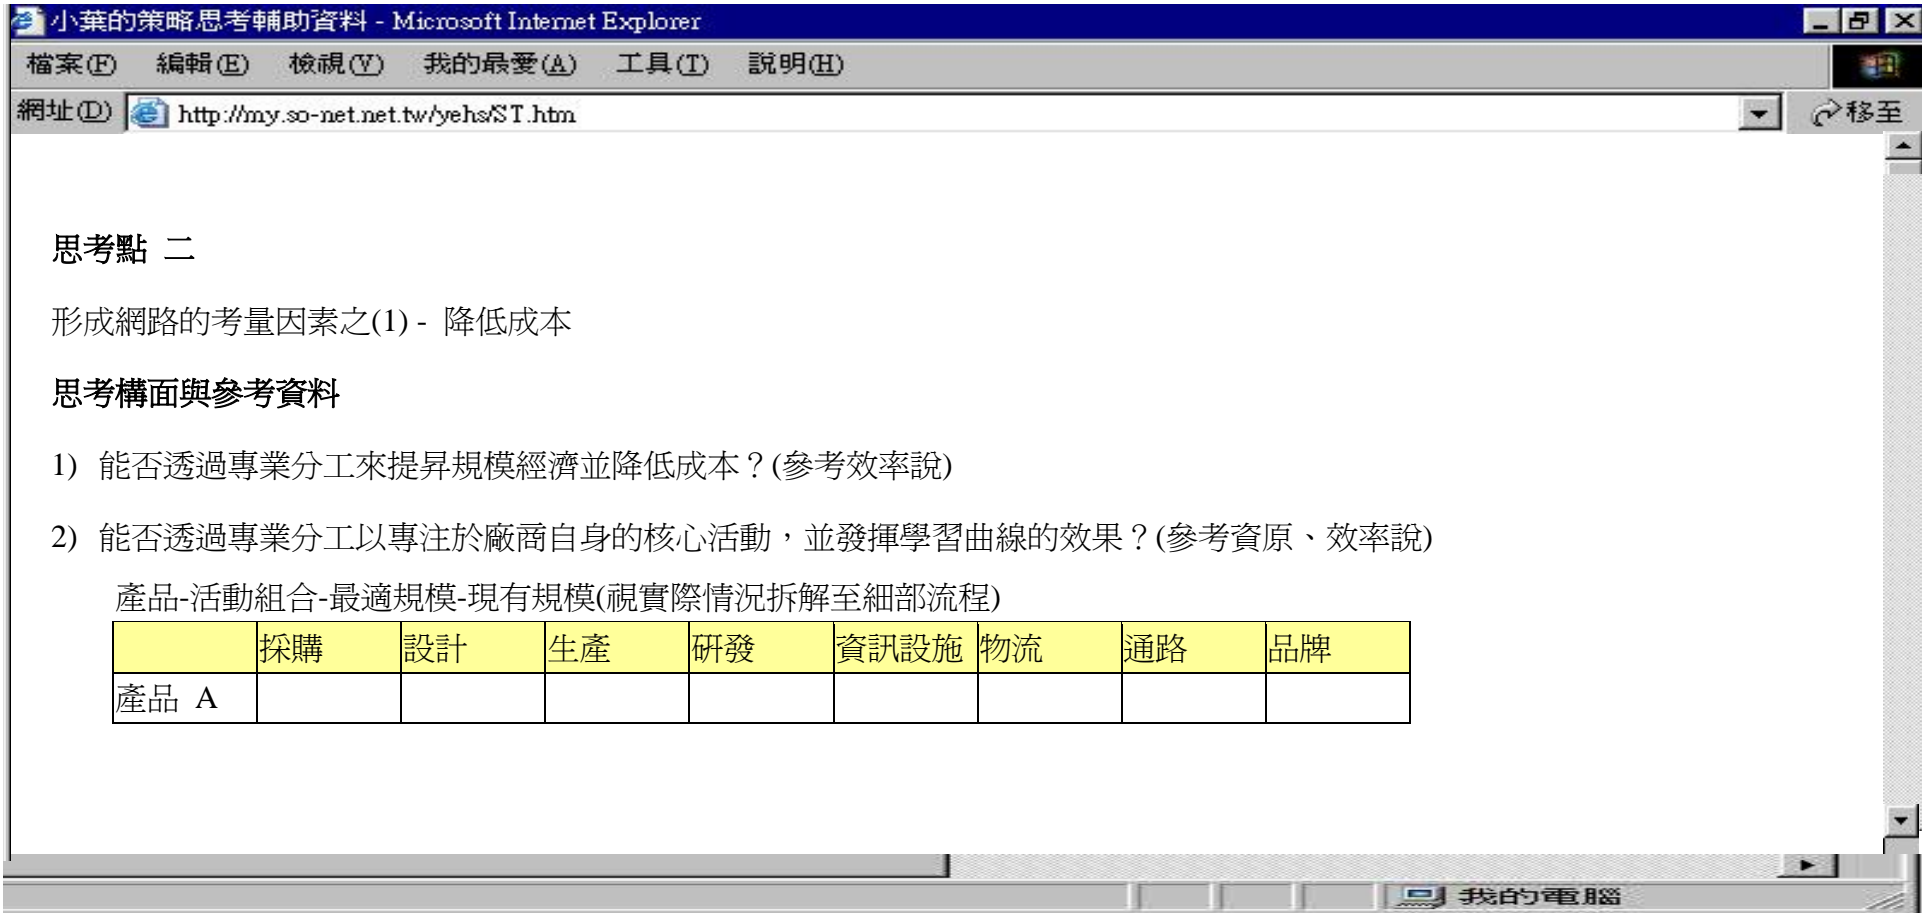 小葉的策略思考輔助資料 - Microsoft Internet Explorer
檔案(F) 編輯(E) 檢視(V) 我的最愛(A) 工具(T) 說明(H)
網址(D) http://my.so-net.net.tw/yehs/ST.htm 移至
思考點 二
形成網路的考量因素之(1) - 降低成本
思考構面與參考資料
1) 能否透過專業分工來提昇規模經濟並降低成本？(參考效率說)
2) 能否透過專業分工以專注於廠商自身的核心活動，並發揮學習曲線的效果？(參考資原、效率說)
產品-活動組合-最適規模-現有規模(視實際情況拆解至細部流程)
採購 設計 生產 研發 資訊設施 物流 通路 品牌
產品 A
我的電腦